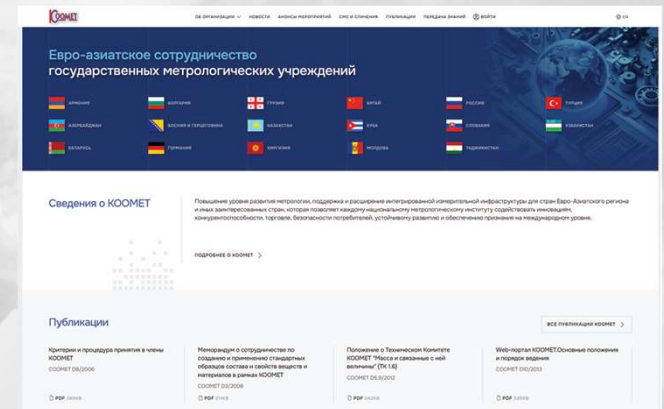 КООМЕТ
ОБ ОРГАНИЗАЦИИ НОВОСТИ АНОНСЫ МЕРОПРИЯТИЙ СМС И СЛИЧЕНИЯ ПУБЛИКАЦИИ ПЕРЕДАЧА ЗНАНИЙ ВОЙТИ EN
Евро-азиатское сотрудничество
государственных метрологических учреждений
АРМЕНИЯ БОЛГАРИЯ ГРУЗИЯ КИТАЙ РОССИЯ ТУРЦИЯ
АЗЕРБАЙДЖАН БОСНИЯ И ГЕРЦЕГОВИНА КАЗАХСТАН КУБА СЛОВАКИЯ УЗБЕКИСТАН
БЕЛАРУСЬ ГЕРМАНИЯ КИРГИЗИЯ МОЛДОВА ТАДЖИКИСТАН
Сведения о КООМЕТ
Повышение уровня развития метрологии, поддержка и расширение интегрированной измерительной инфраструктуры для стран Евро-Азиатского региона
и иных заинтересованных стран, которая позволяет каждому национальному метрологическому институту содействовать инновациям,
конкурентоспособности, торговле, безопасности потребителей, устойчивому развитию и обеспечению признания на международном уровне.
ПОДРОБНЕЕ О КООМЕТ
Публикации
ВСЕ ПУБЛИКАЦИИ КООМЕТ
Критерии и процедура принятия в члены
КООМЕТ
COOMET D8/2006
PDF
Меморандум о сотрудничестве по
созданию и применению стандартных
образцов состава и свойств веществ и
материалов в рамках КООМЕТ
COOMET D3/2008
PDF
Положение о Техническом Комитете
КООМЕТ "Масса и связанные с ней
величины" (ТК 1.6)
COOMET D5.5/2012
PDF
Web-портал КООМЕТ.Основные положения
и порядок ведения
COOMET D10/2013
PDF